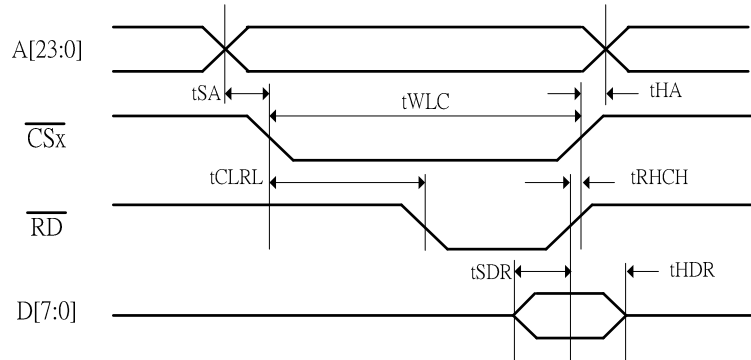 A[23:0]
tSA
tWLC
tHA
CSx
tCLRL
tRHCH
RD
tSDR
tHDR
D[7:0]